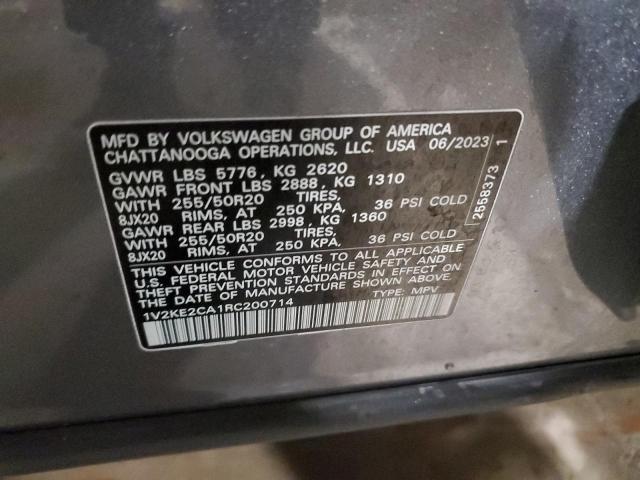 MFD BY VOLKSWAGEN GROUP OF AMERICA
CHATTANOOGA OPERATIONS, LLC. USA 06/2023
GVWR LBS 5776, KG 2620
GAWR FRONT LBS 2888, KG 1310
WITH 255/50R20 TIRES,
8JX20 RIMS, AT 250 KPA, 36 PSI COLD
GAWR REAR LBS 2998, KG 1360
WITH 255/50R20 TIRES,
8JX20 RIMS, AT 250 KPA, 36 PSI COLD
THIS VEHICLE CONFORMS TO ALL APPLICABLE
U.S. FEDERAL MOTOR VEHICLE SAFETY AND
THEFT PREVENTION STANDARDS IN EFFECT ON
THE DATE OF MANUFACTURE SHOWN ABOVE.
1V2KE2CA1RC200714 TYPE: MPV
2558373 1